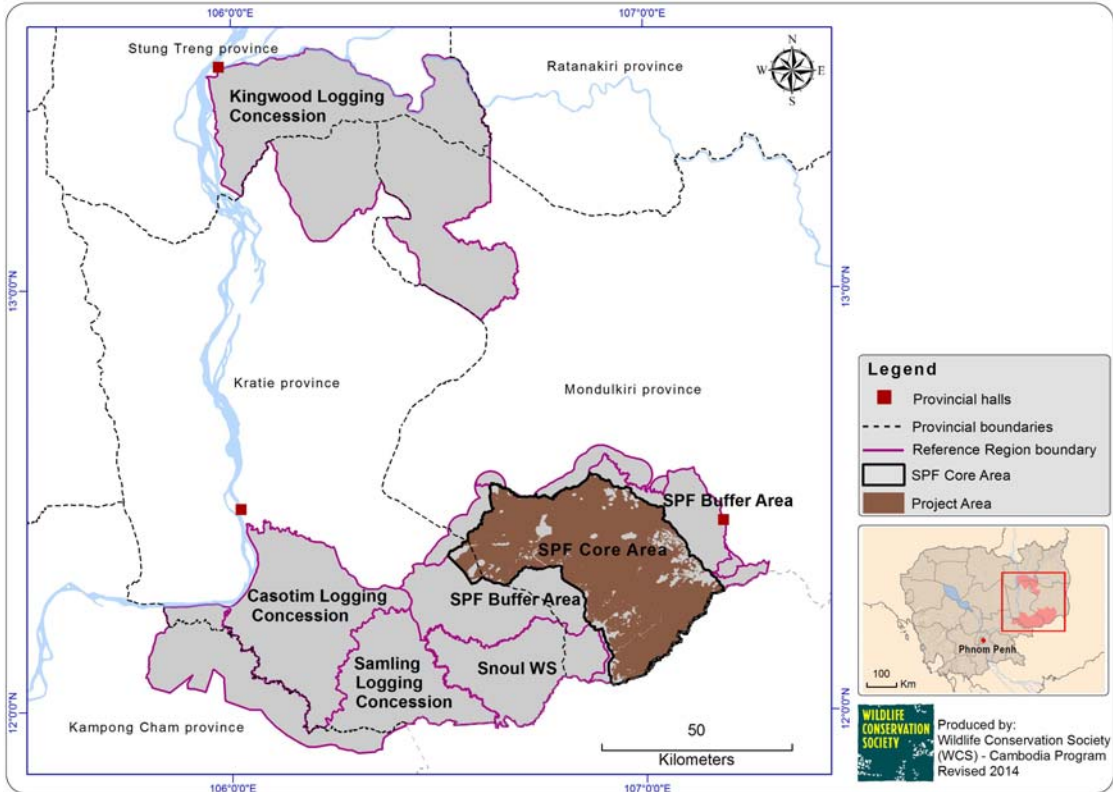 106°0'0"E
107°0'0"E
Stung Treng province
Ratanakiri province
N
W
E
S
Kingwood Logging
Concession
13°0'0"N
13°0'0"N
Kratie province
Mondulkiri province
SPF Buffer Area
SPF Core Area
Casotim Logging
Concession
SPF Buffer Area
Samling
Logging
Concession
Snoul WS
12°0'0"N
12°0'0"N
Kampong Cham province
50
Kilometers
106°0'0"E
107°0'0"E
Legend
Provincial halls
Provincial boundaries
Reference Region boundary
SPF Core Area
Project Area
Phnom Penh
100
Km
WILDLIFE
CONSERVATION
SOCIETY
Produced by:
Wildlife Conservation Society
(WCS) - Cambodia Program
Revised 2014